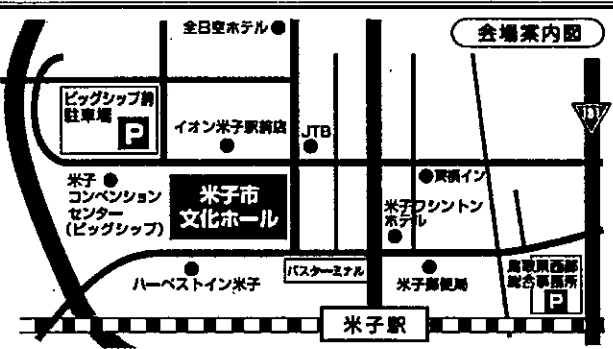 全日空ホテル
会場案内図
ビッグシップ前
駐車場
P
イオン米子駅前店
JTB
181
米子
コンベンション
センター
(ビッグシップ)
米子市
文化ホール
東横イン
米子ワシントン
ホテル
ハーベストイン米子
バスターミナル
米子郵便局
鳥取県西部
総合事務所
P
米子駅